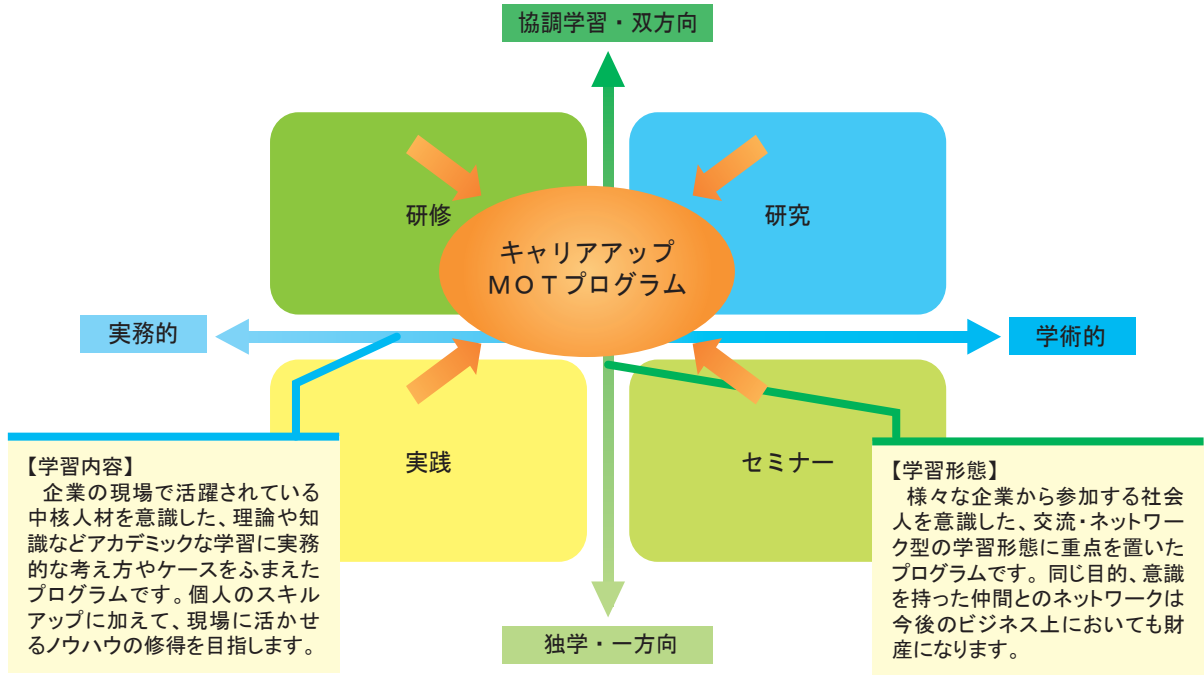 協調学習・双方向
研修
研究
キャリアアップ
MOTプログラム
実務的
学術的
実践
セミナー
【学習内容】
企業の現場で活躍されている
中核人材を意識した、理論や知
識などアカデミックな学習に実務
的な考え方やケースをふまえた
プログラムです。個人のスキル
アップに加えて、現場に活かせ
るノウハウの修得を目指します。
【学習形態】
様々な企業から参加する社会
人を意識した、交流・ネットワー
ク型の学習形態に重点を置いた
プログラムです。同じ目的、意識
を持った仲間とのネットワークは
今後のビジネス上においても財
産になります。
独学・一方向